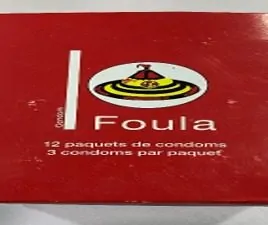 Foula
12 paquets de condoms
3 condoms par paquet